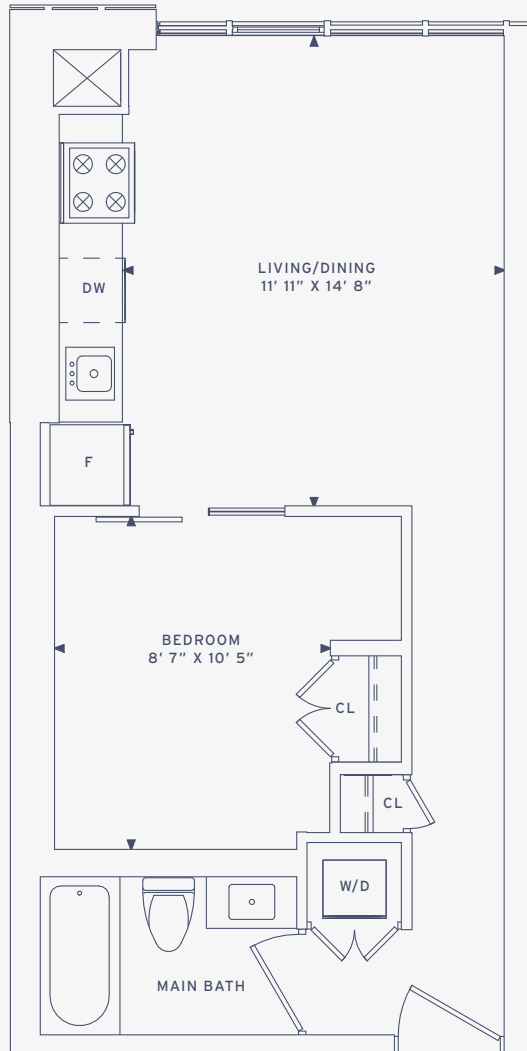 LIVING/DINING
11' 11" X 14' 8"
DW
F
BEDROOM
8' 7" X 10' 5"
CL
CL
W/D
MAIN BATH